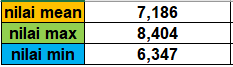 nilai mean 7,186
nilai max 8,404
nilai min 6,347